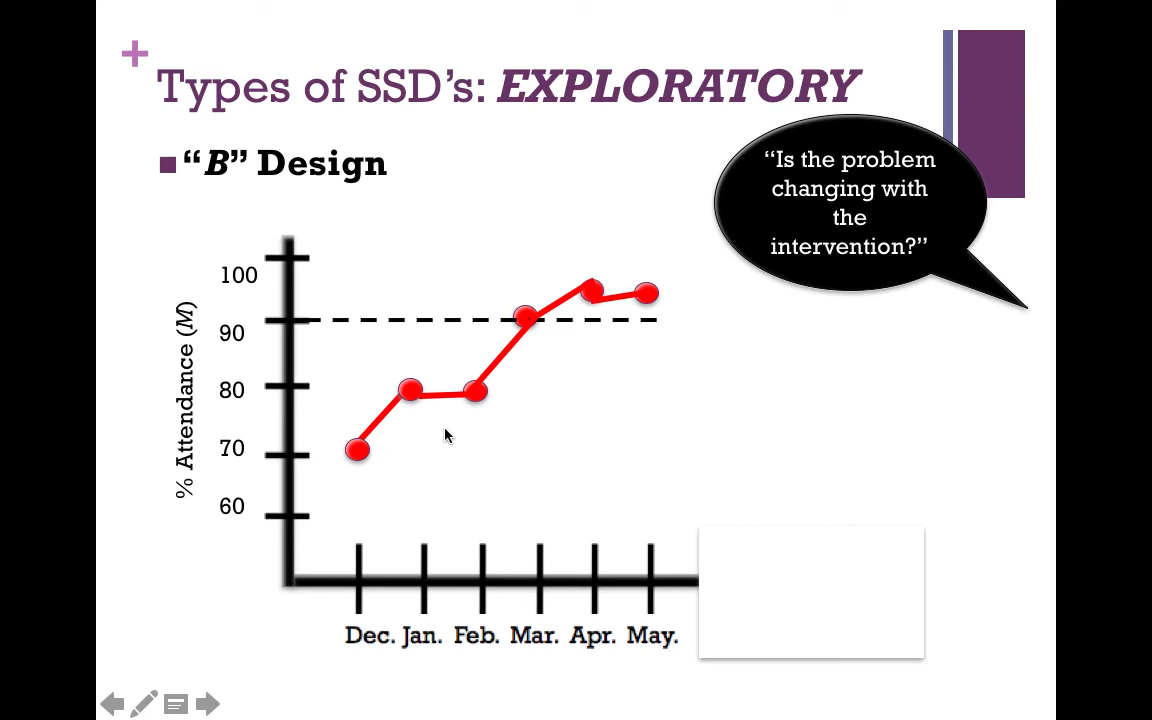 +
Types of SSD’s: EXPLORATORY
“B” Design
“Is the problem
changing with
the
intervention?”
% Attendance (M)
100
90
80
70
60
Dec. Jan. Feb. Mar. Apr. May.